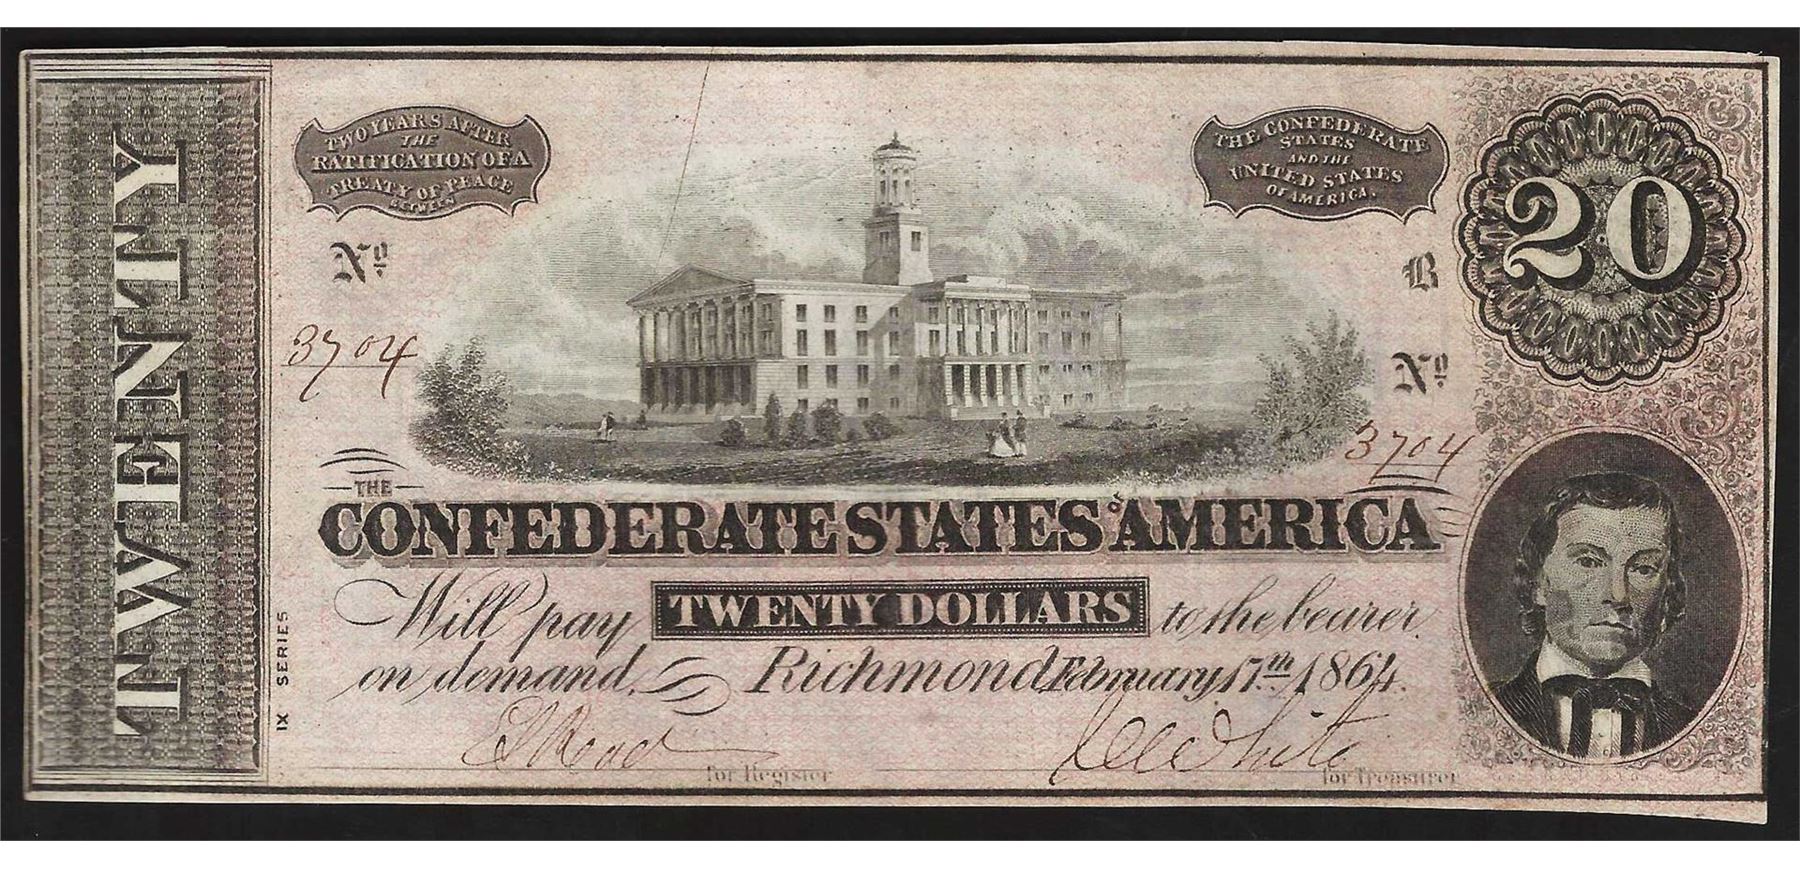 TWENTY
TWO YEARS AFTER
THE
RATIFICATION OF A
TREATY OF PEACE
BETWEEN
THE CONFEDERATE
STATES
AND THE
UNITED STATES
OF AMERICA.
20
No
3704
B
No
3704
THE
CONFEDERATE STATES OF AMERICA
Will pay TWENTY DOLLARS to the bearer
on demand. Richmond February 17th 1864.
IX SERIES
for Register
White
for Treasurer